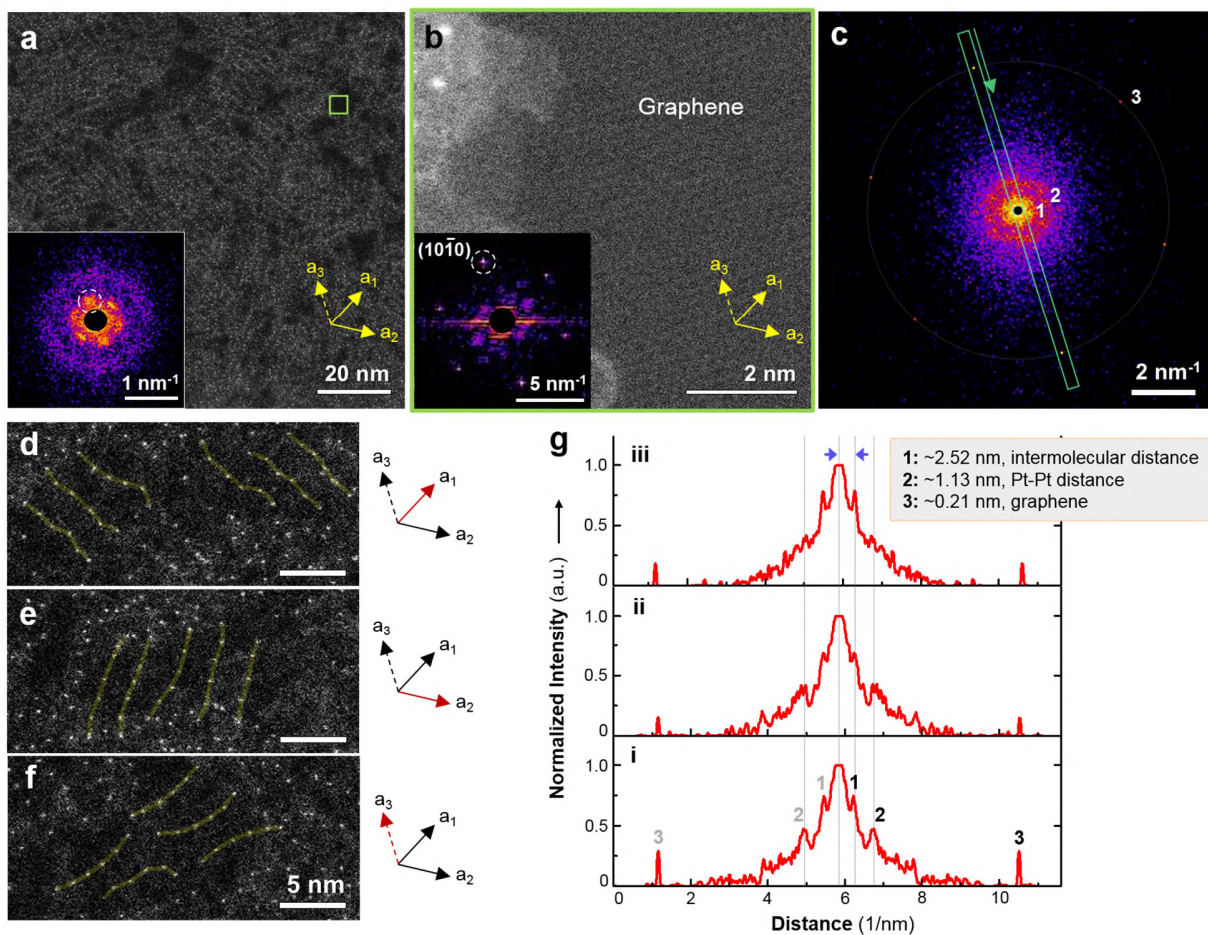 a
a₃
a₁
a₂
1 nm⁻¹
20 nm
b
Graphene
(101̄0)
a₃
a₁
a₂
5 nm⁻¹
2 nm
c
3
2
1
2 nm⁻¹
d
a₃
a₁
a₂
e
a₃
a₁
a₂
f
5 nm
a₃
a₁
a₂
g
Normalized Intensity (a.u.)
iii
1.0
0.5
0
1: ~2.52 nm, intermolecular distance
2: ~1.13 nm, Pt-Pt distance
3: ~0.21 nm, graphene
ii
1.0
0.5
0
i
1.0
0.5
0
3
2
1
1
2
3
0 2 4 6 8 10
Distance (1/nm)